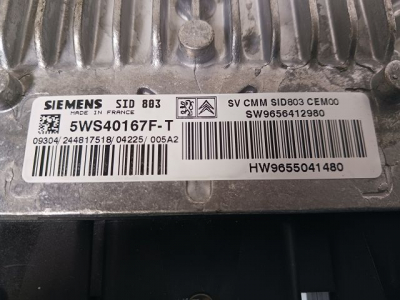 SIEMENS SID 803
MADE IN FRANCE
5WS40167F-T
09304/244817518/04225/005A2
SV CMM SID803 CEM00
SW9656412980
HW9655041480